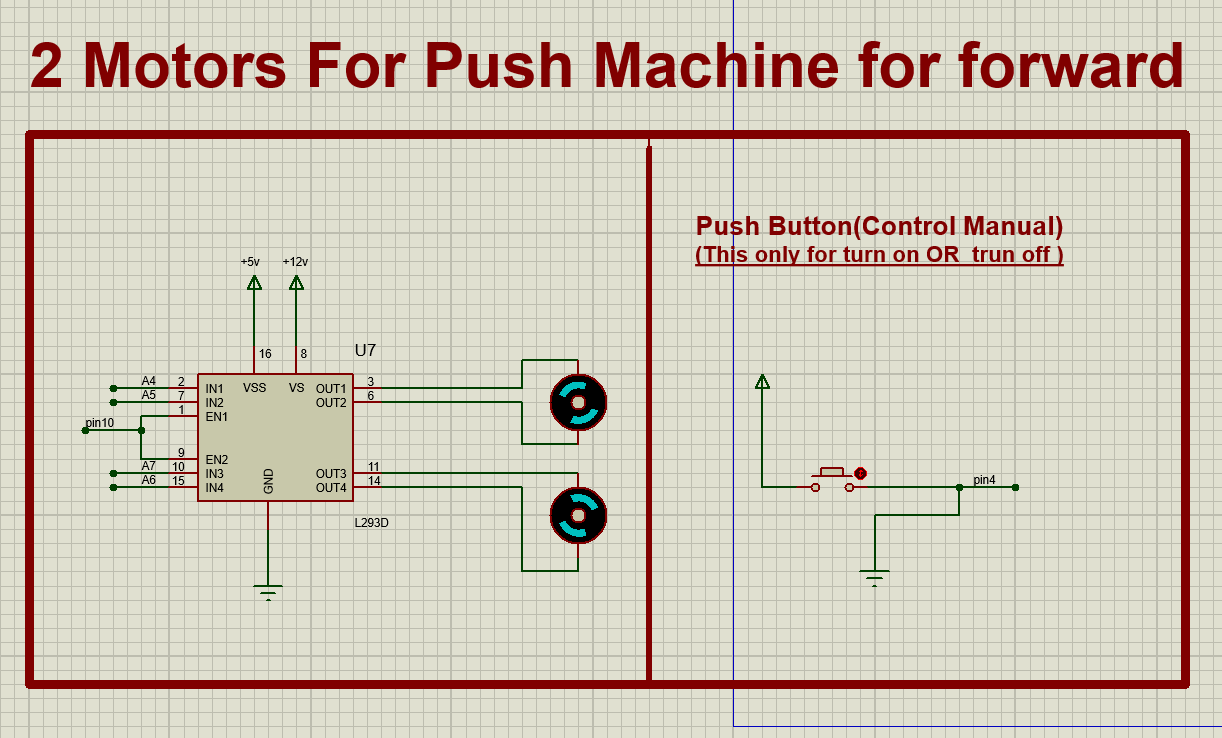 2 Motors For Push Machine for forward
Push Button(Control Manual)
(This only for turn on OR  trun off )
+5v +12v
16 8 U7
A4 2 IN1 VSS VS OUT1 3
A5 7 IN2 OUT2 6
1 EN1
pin10
9 EN2
A7 10 IN3 OUT3 11
A6 15 IN4 GND OUT4 14
L293D
pin4